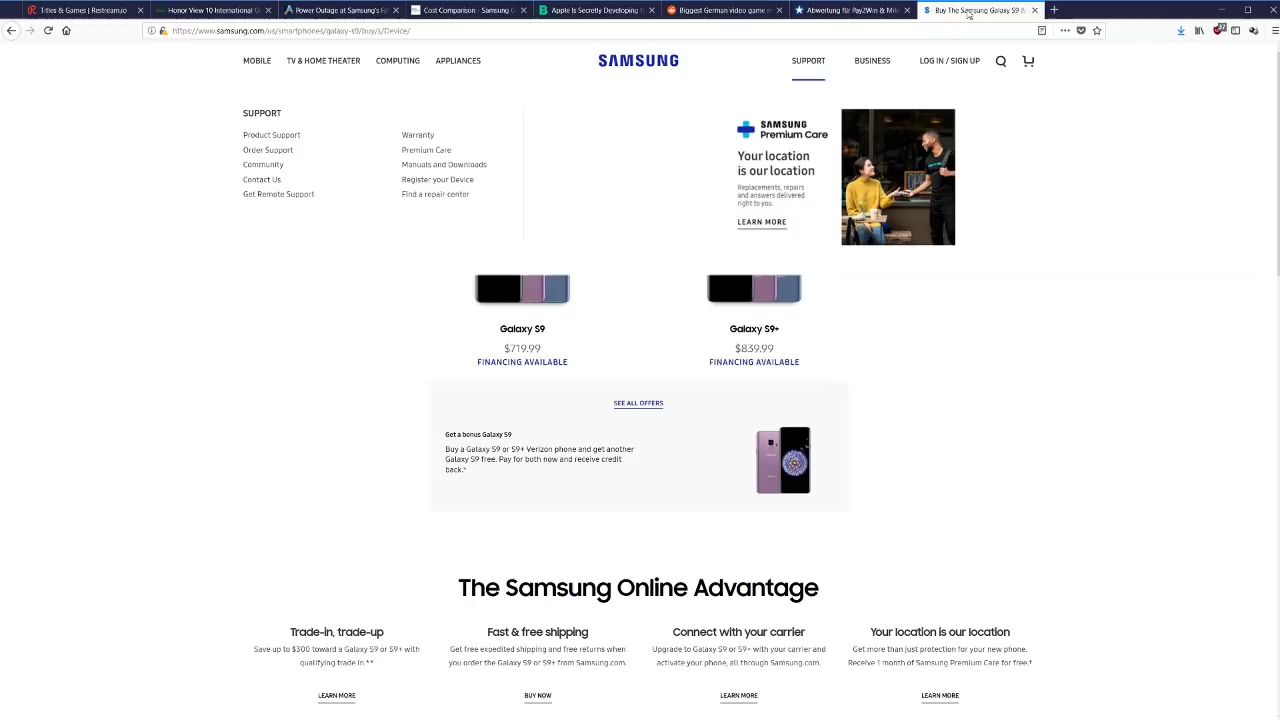 Titles & Games | Restream.io
Honor View 10 International G
Power Outage at Samsung's Fa
Cost Comparison - Samsung G
Apple Is Secretly Developing t
Biggest German video game m
Abwertung für Pay2Win & Mik
Buy The Samsung Galaxy S9 &
https://www.samsung.com/us/smartphones/galaxy-s9/buy/s/Device/
MOBILE TV & HOME THEATER COMPUTING APPLIANCES
SAMSUNG
SUPPORT BUSINESS LOG IN / SIGN UP
SUPPORT
Product Support
Order Support
Community
Contact Us
Get Remote Support
Warranty
Premium Care
Manuals and Downloads
Register your Device
Find a repair center
SAMSUNG
Premium Care
Your location
is our location
Replacements, repairs
and answers delivered
right to you.
LEARN MORE
Galaxy S9
$719.99
FINANCING AVAILABLE
Galaxy S9+
$839.99
FINANCING AVAILABLE
SEE ALL OFFERS
Get a bonus Galaxy S9
Buy a Galaxy S9 or S9+ Verizon phone and get another
Galaxy S9 free. Pay for both now and receive credit
back.*
The Samsung Online Advantage
Trade-in, trade-up
Save up to $300 toward a Galaxy S9 or S9+ with
qualifying trade in.**
LEARN MORE
Fast & free shipping
Get free expedited shipping and free returns when
you order the Galaxy S9 or S9+ from Samsung.com.
BUY NOW
Connect with your carrier
Upgrade to Galaxy S9 or S9+ with your carrier and
activate your phone, all through Samsung.com.
LEARN MORE
Your location is our location
Get more than just protection for your new phone.
Receive 1 month of Samsung Premium Care for free.‡
LEARN MORE